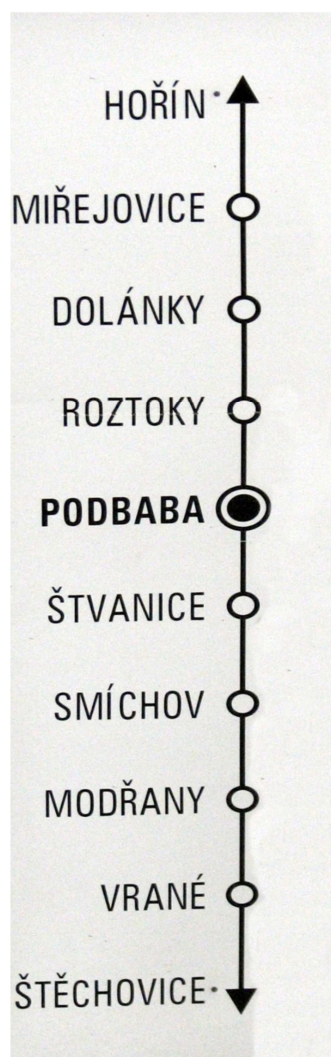 HOŘÍN
MIŘEJOVICE
DOLÁNKY
ROZTOKY
PODBABA
ŠTVANICE
SMÍCHOV
MODŘANY
VRANÉ
ŠTĚCHOVICE